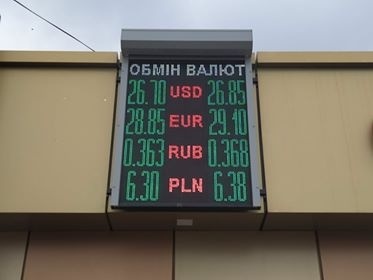 ОБМІН ВАЛЮТ
26.70 USD 26.85
28.85 EUR 29.10
0.363 RUB 0.368
6.30 PLN 6.38